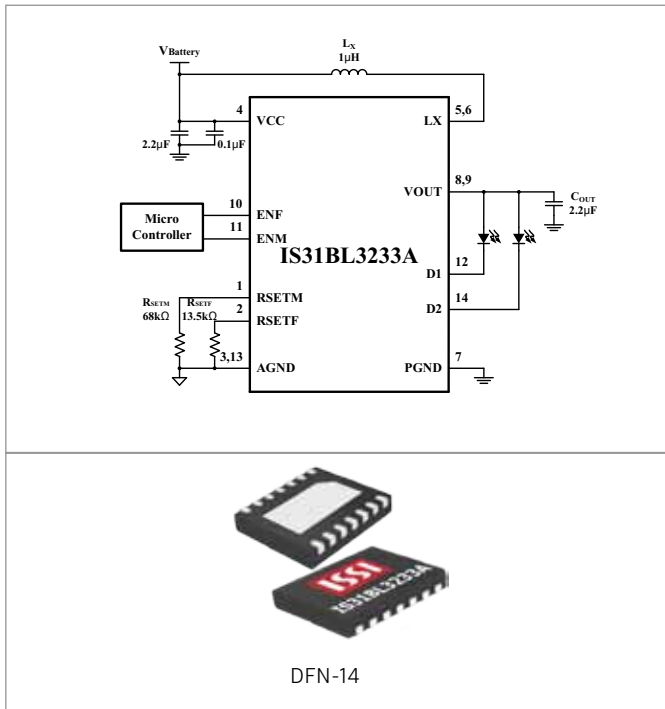 Lx
1μH
VBattery
4
VCC
5,6
LX
2.2μF
0.1μF
8,9
VOUT
COUT
2.2μF
Micro
Controller
10
ENF
11
ENM
IS31BL3233A
12
D1
1
RSETM
RSETM
68kΩ
RSETF
13.5kΩ
2
RSETF
14
D2
3,13
AGND
7
PGND
ISSI
IS31BL3233A
DFN-14